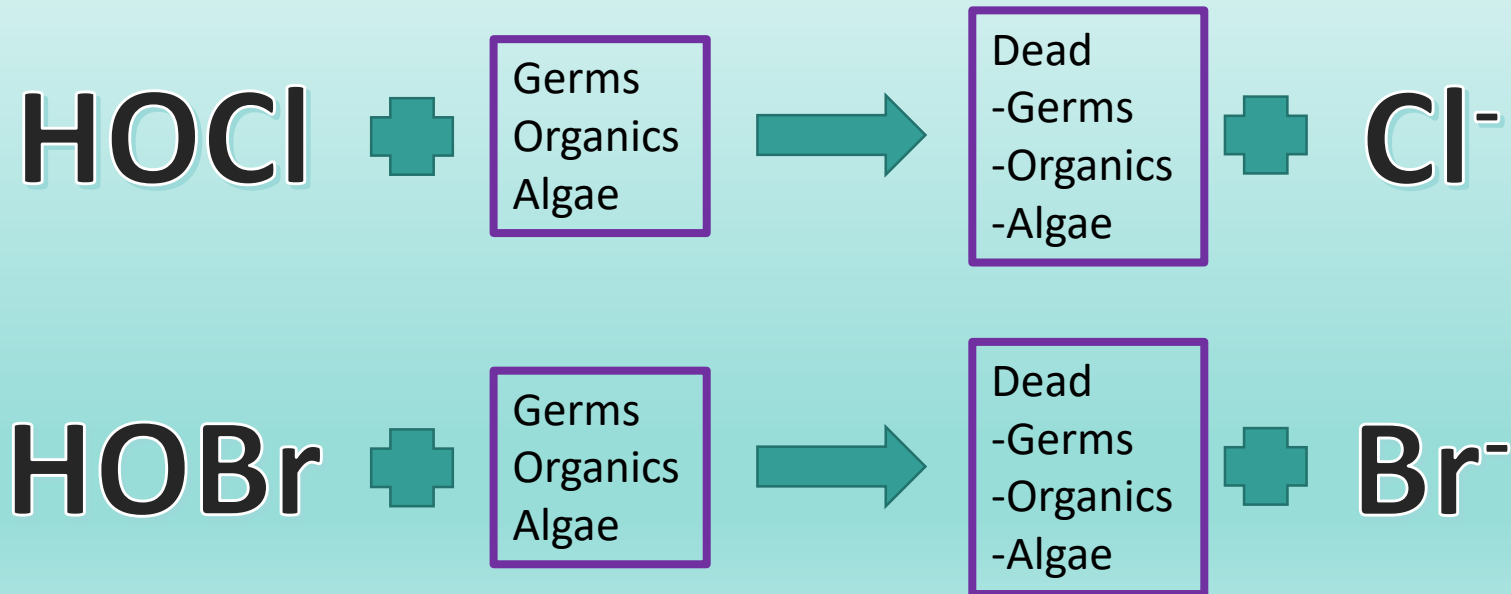 HOCl
Germs
Organics
Algae
Dead
-Germs
-Organics
-Algae
Cl⁻
HOBr
Germs
Organics
Algae
Dead
-Germs
-Organics
-Algae
Br⁻